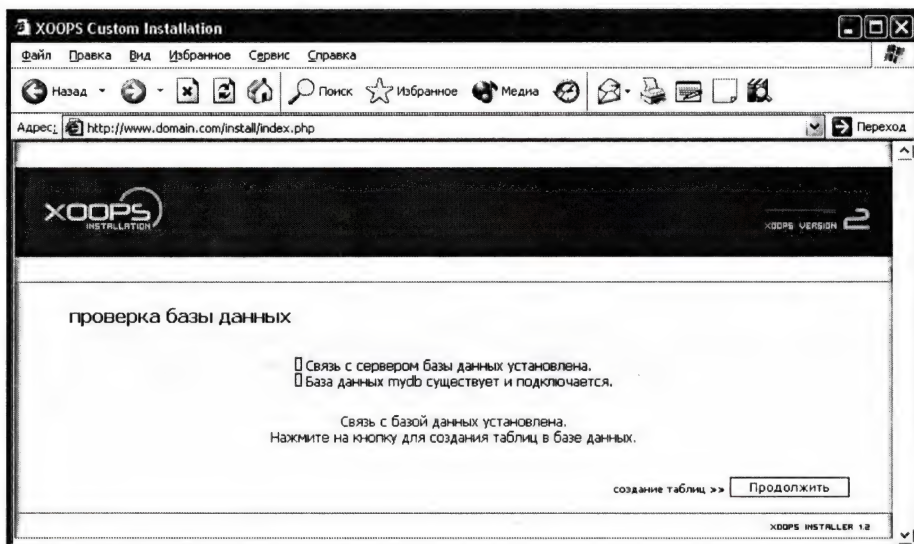 XOOPS Custom Installation
Файл Правка Вид Избранное Сервис Справка
Назад Поиск Избранное Медиа
Адрес: http://www.domain.com/install/index.php Переход
XOOPS
INSTALLATION
XOOPS VERSION 2
проверка базы данных
Связь с сервером базы данных установлена.
База данных mydb существует и подключается.
Связь с базой данных установлена.
Нажмите на кнопку для создания таблиц в базе данных.
создание таблиц >> Продолжить
XOOPS INSTALLER 1.2